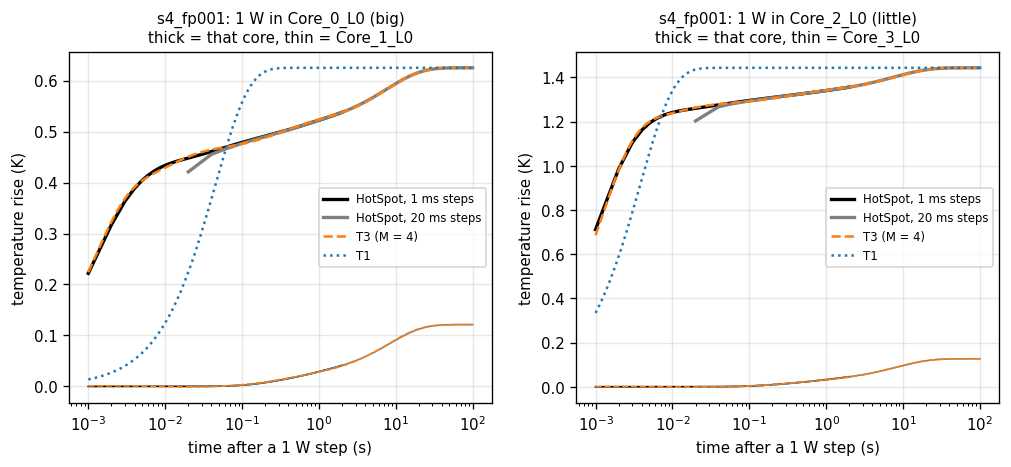 s4_fp001: 1 W in Core_0_L0 (big)
thick = that core, thin = Core_1_L0
temperature rise (K)
0.6
0.5
0.4
0.3
0.2
0.1
0.0
HotSpot, 1 ms steps
HotSpot, 20 ms steps
T3 (M = 4)
T1
10⁻³
10⁻²
10⁻¹
10⁰
10¹
10²
time after a 1 W step (s)
s4_fp001: 1 W in Core_2_L0 (little)
thick = that core, thin = Core_3_L0
temperature rise (K)
1.4
1.2
1.0
0.8
0.6
0.4
0.2
0.0
HotSpot, 1 ms steps
HotSpot, 20 ms steps
T3 (M = 4)
T1
10⁻³
10⁻²
10⁻¹
10⁰
10¹
10²
time after a 1 W step (s)